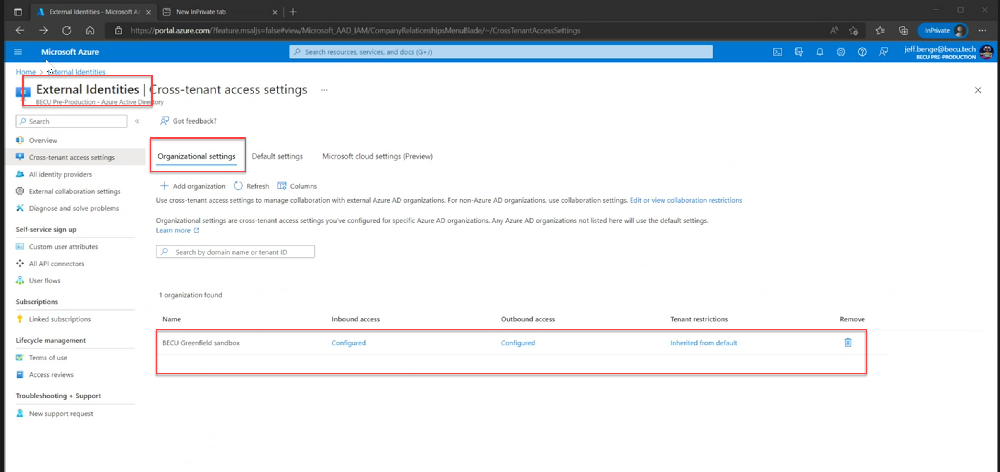 External Identities - Microsoft Az
New InPrivate tab
https://portal.azure.com/?feature.msaljs=false#view/Microsoft_AAD_IAM/CompanyRelationshipsMenuBlade/~/CrossTenantAccessSettings
InPrivate
Microsoft Azure
Search resources, services, and docs (G+/)
jeff.benge@becu.tech
BECU PRE-PRODUCTION
Home > External Identities
External Identities | Cross-tenant access settings ...
BECU Pre-Production - Azure Active Directory
Search
Got feedback?
Overview
Cross-tenant access settings
All identity providers
External collaboration settings
Diagnose and solve problems
Self-service sign up
Custom user attributes
All API connectors
User flows
Subscriptions
Linked subscriptions
Lifecycle management
Terms of use
Access reviews
Troubleshooting + Support
New support request
Organizational settings
Default settings
Microsoft cloud settings (Preview)
Add organization
Refresh
Columns
Use cross-tenant access settings to manage collaboration with external Azure AD organizations. For non-Azure AD organizations, use collaboration settings. Edit or view collaboration restrictions
Organizational settings are cross-tenant access settings you've configured for specific Azure AD organizations. Any Azure AD organizations not listed here will use the default settings.
Learn more
Search by domain name or tenant ID
1 organization found
Name Inbound access Outbound access Tenant restrictions Remove
BECU Greenfield sandbox Configured Configured Inherited from default